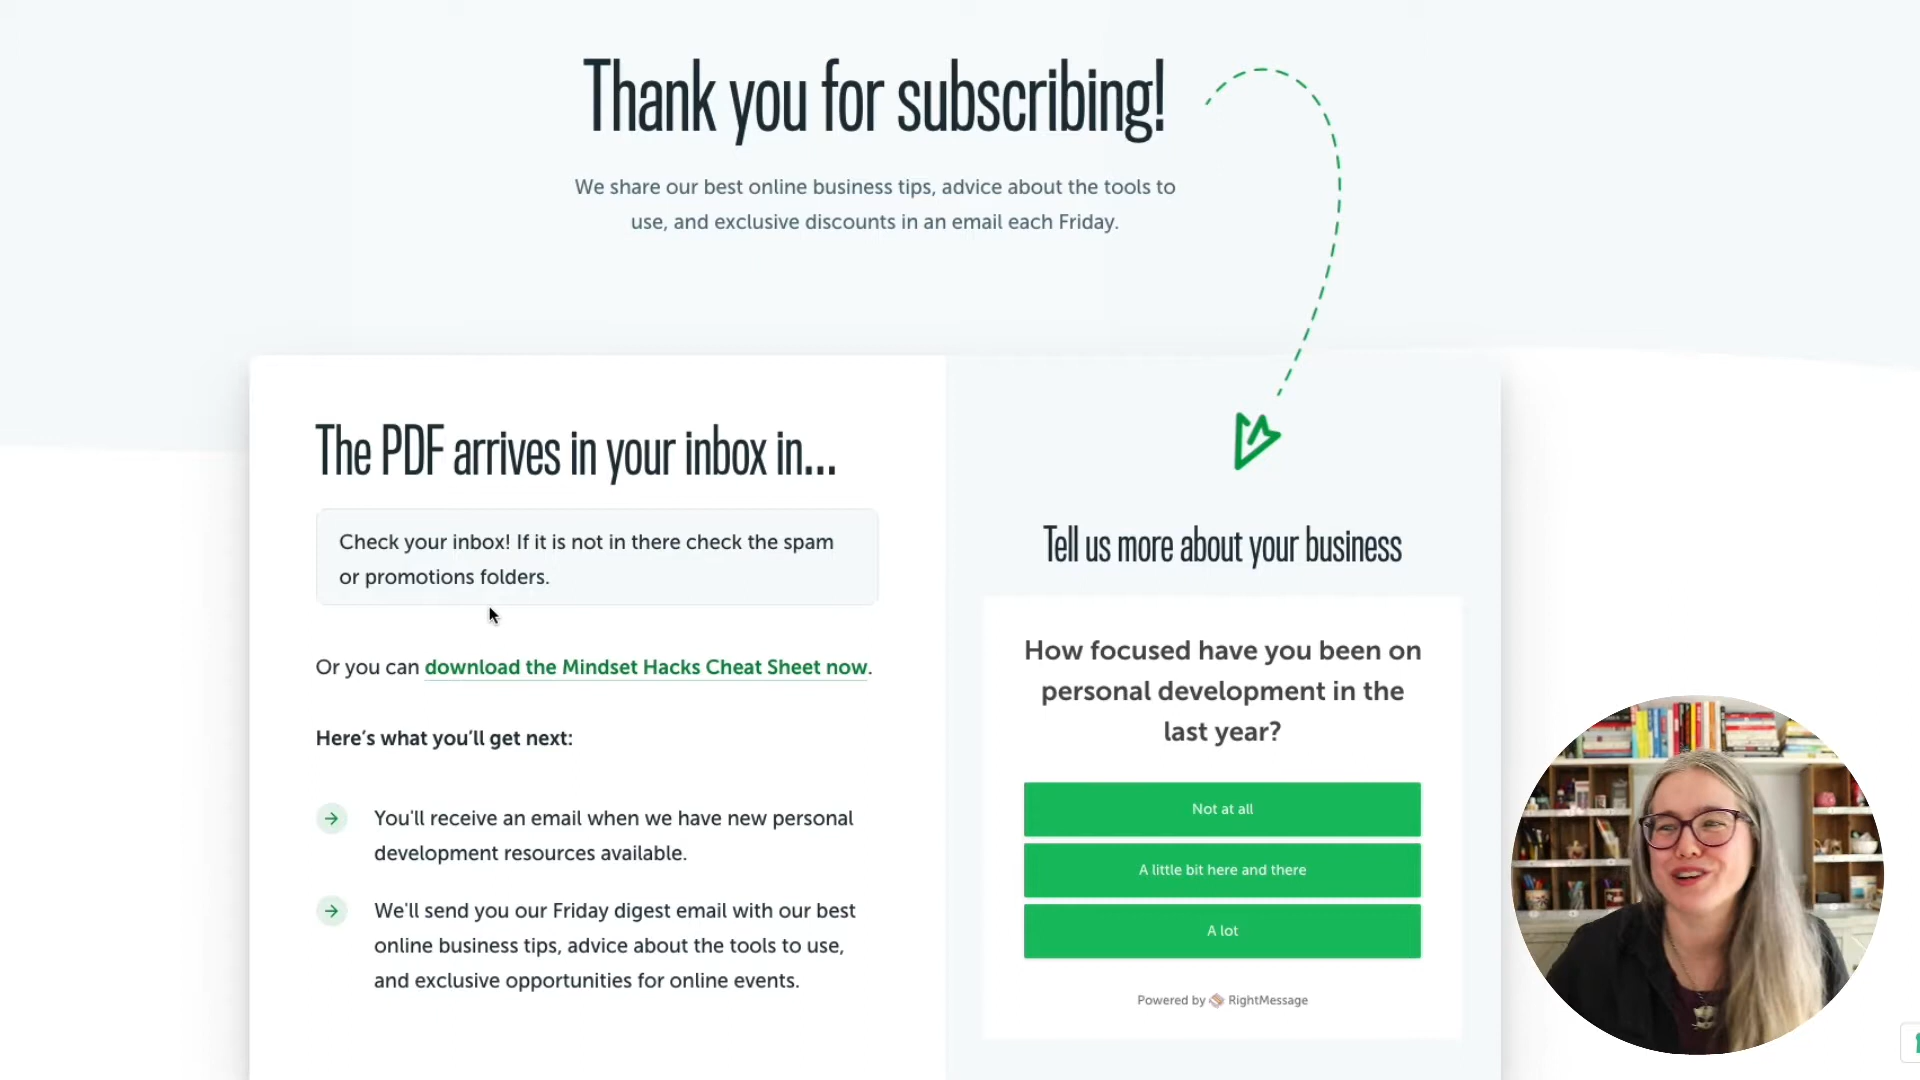 Thank you for subscribing!
We share our best online business tips, advice about the tools to
use, and exclusive discounts in an email each Friday.
The PDF arrives in your inbox in...
Check your inbox! If it is not in there check the spam
or promotions folders.
Or you can download the Mindset Hacks Cheat Sheet now.
Here’s what you’ll get next:
You'll receive an email when we have new personal
development resources available.
We'll send you our Friday digest email with our best
online business tips, advice about the tools to use,
and exclusive opportunities for online events.
Tell us more about your business
How focused have you been on
personal development in the
last year?
Not at all
A little bit here and there
A lot
Powered by RightMessage